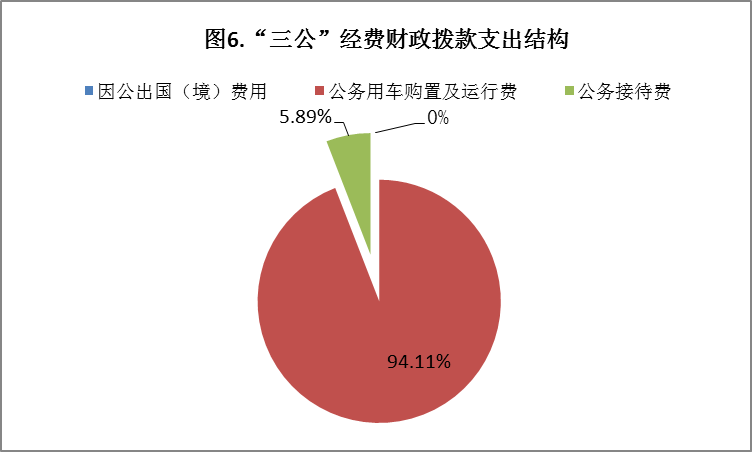 图6.“三公”经费财政拨款支出结构
因公出国（境）费用 公务用车购置及运行费 公务接待费
5.89% 0%
94.11%